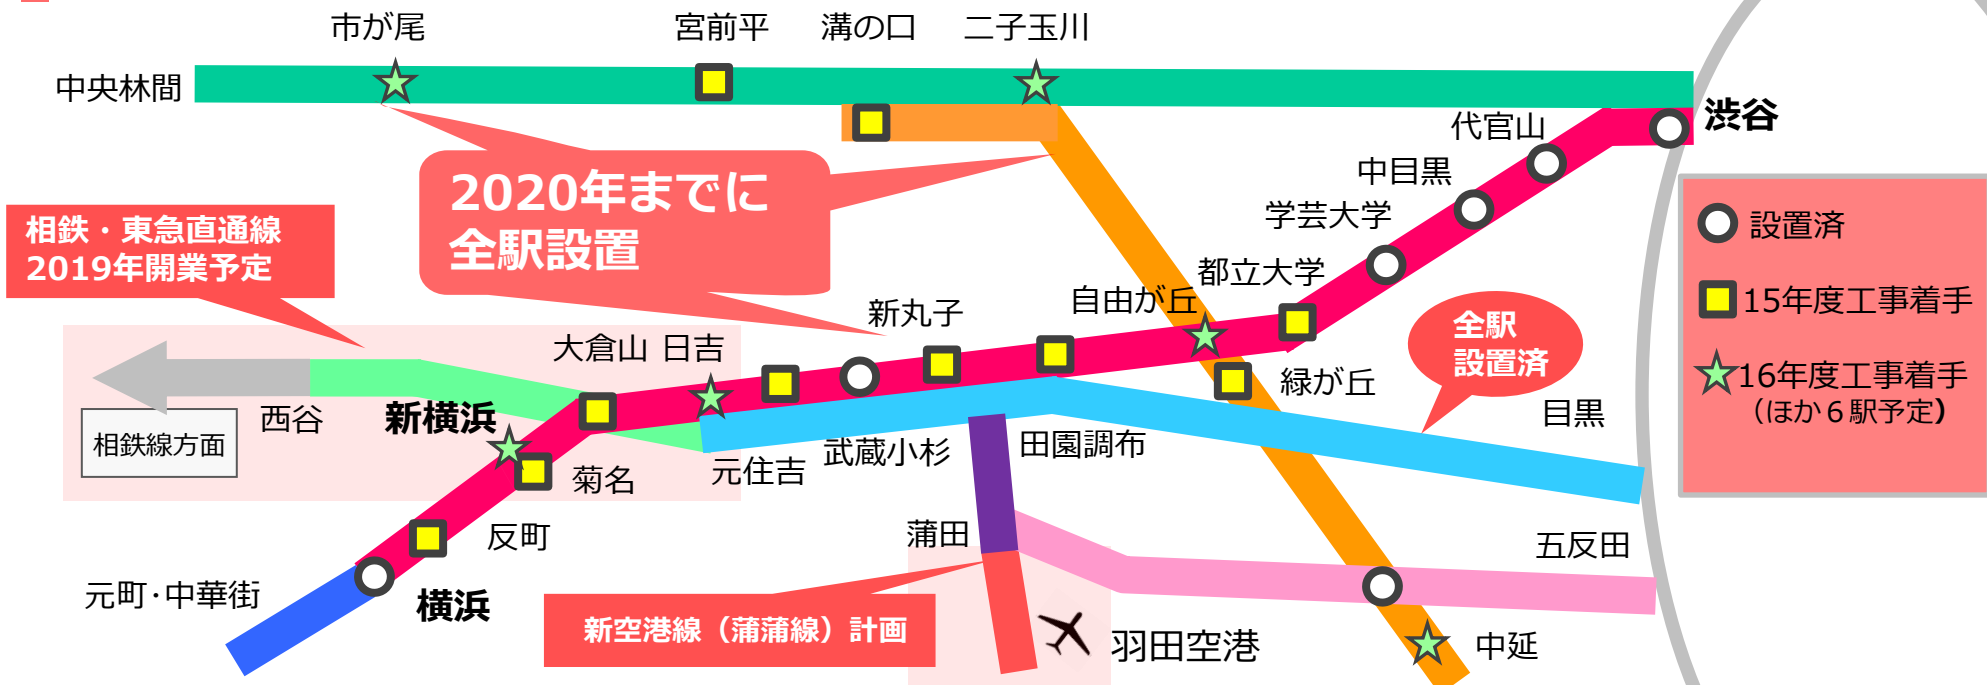 市が尾
宮前平
溝の口
二子玉川
中央林間
渋谷
代官山
中目黒
学芸大学
都立大学
自由が丘
新丸子
2020年までに
全駅設置
相鉄・東急直通線
2019年開業予定
設置済
15年度工事着手
16年度工事着手
（ほか６駅予定）
全駅
設置済
大倉山
日吉
緑が丘
目黒
西谷
新横浜
相鉄線方面
菊名
元住吉
武蔵小杉
田園調布
反町
蒲田
五反田
元町･中華街
横浜
新空港線（蒲蒲線）計画
羽田空港
中延